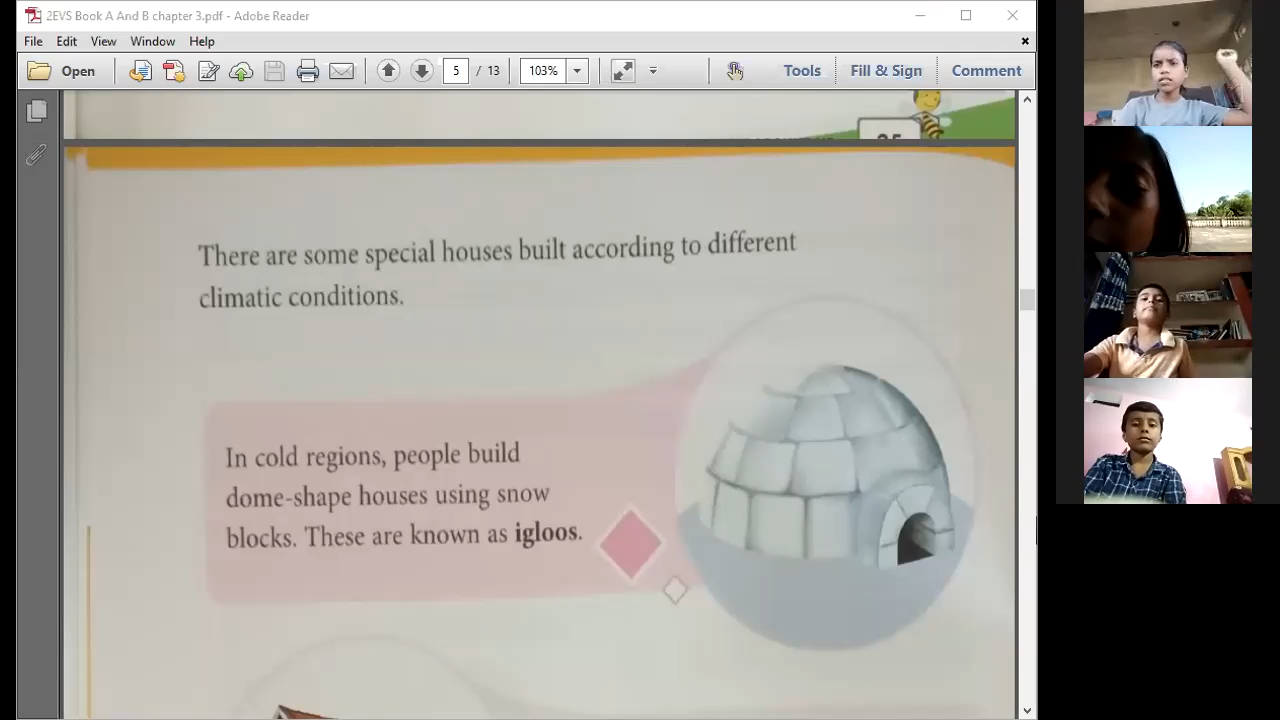 2EVS Book A And B chapter 3.pdf - Adobe Reader
File Edit View Window Help
Open 5 / 13 103% Tools Fill & Sign Comment
There are some special houses built according to different
climatic conditions.
In cold regions, people build
dome-shape houses using snow
blocks. These are known as igloos.